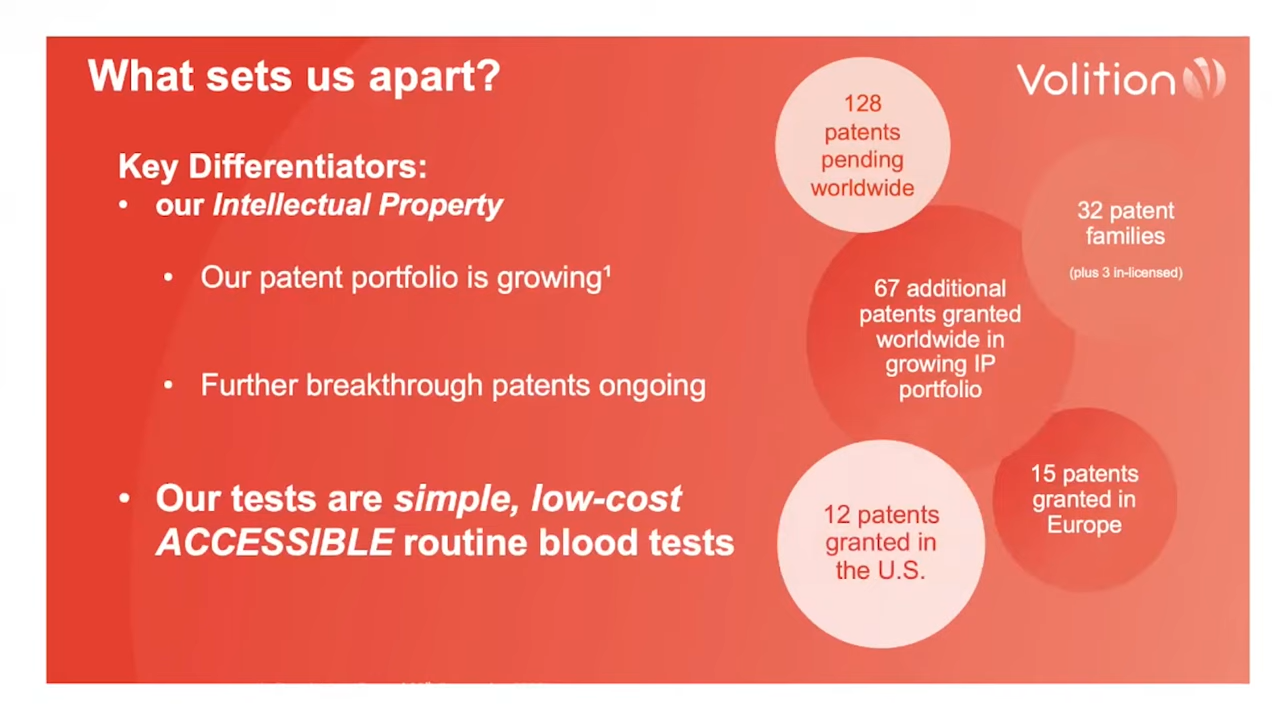 What sets us apart?
Volition
Key Differentiators:
• our Intellectual Property
• Our patent portfolio is growing¹
• Further breakthrough patents ongoing
• Our tests are simple, low-cost
ACCESSIBLE routine blood tests
128
patents
pending
worldwide
32 patent
families
(plus 3 in-licensed)
67 additional
patents granted
worldwide in
growing IP
portfolio
15 patents
granted in
Europe
12 patents
granted in
the U.S.